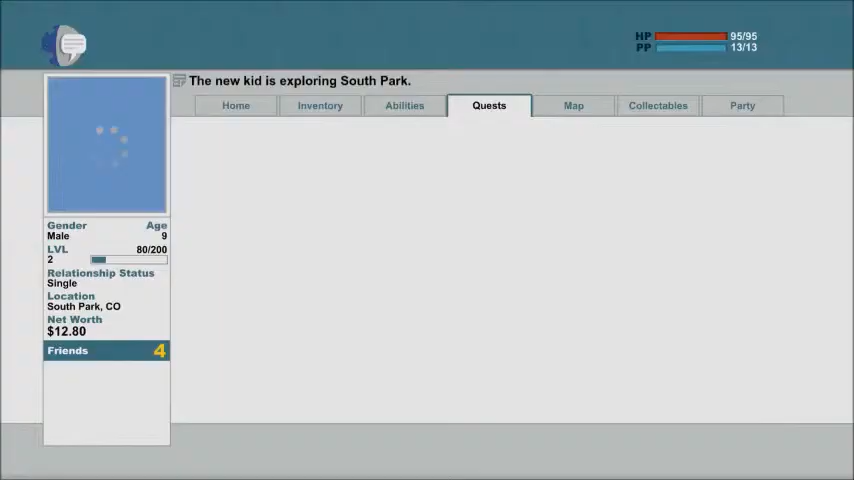 HP 95/95
PP 13/13
The new kid is exploring South Park.
Home Inventory Abilities Quests Map Collectables Party
Gender Age
Male 9
LVL 80/200
2
Relationship Status
Single
Location
South Park, CO
Net Worth
$12.80
Friends 4